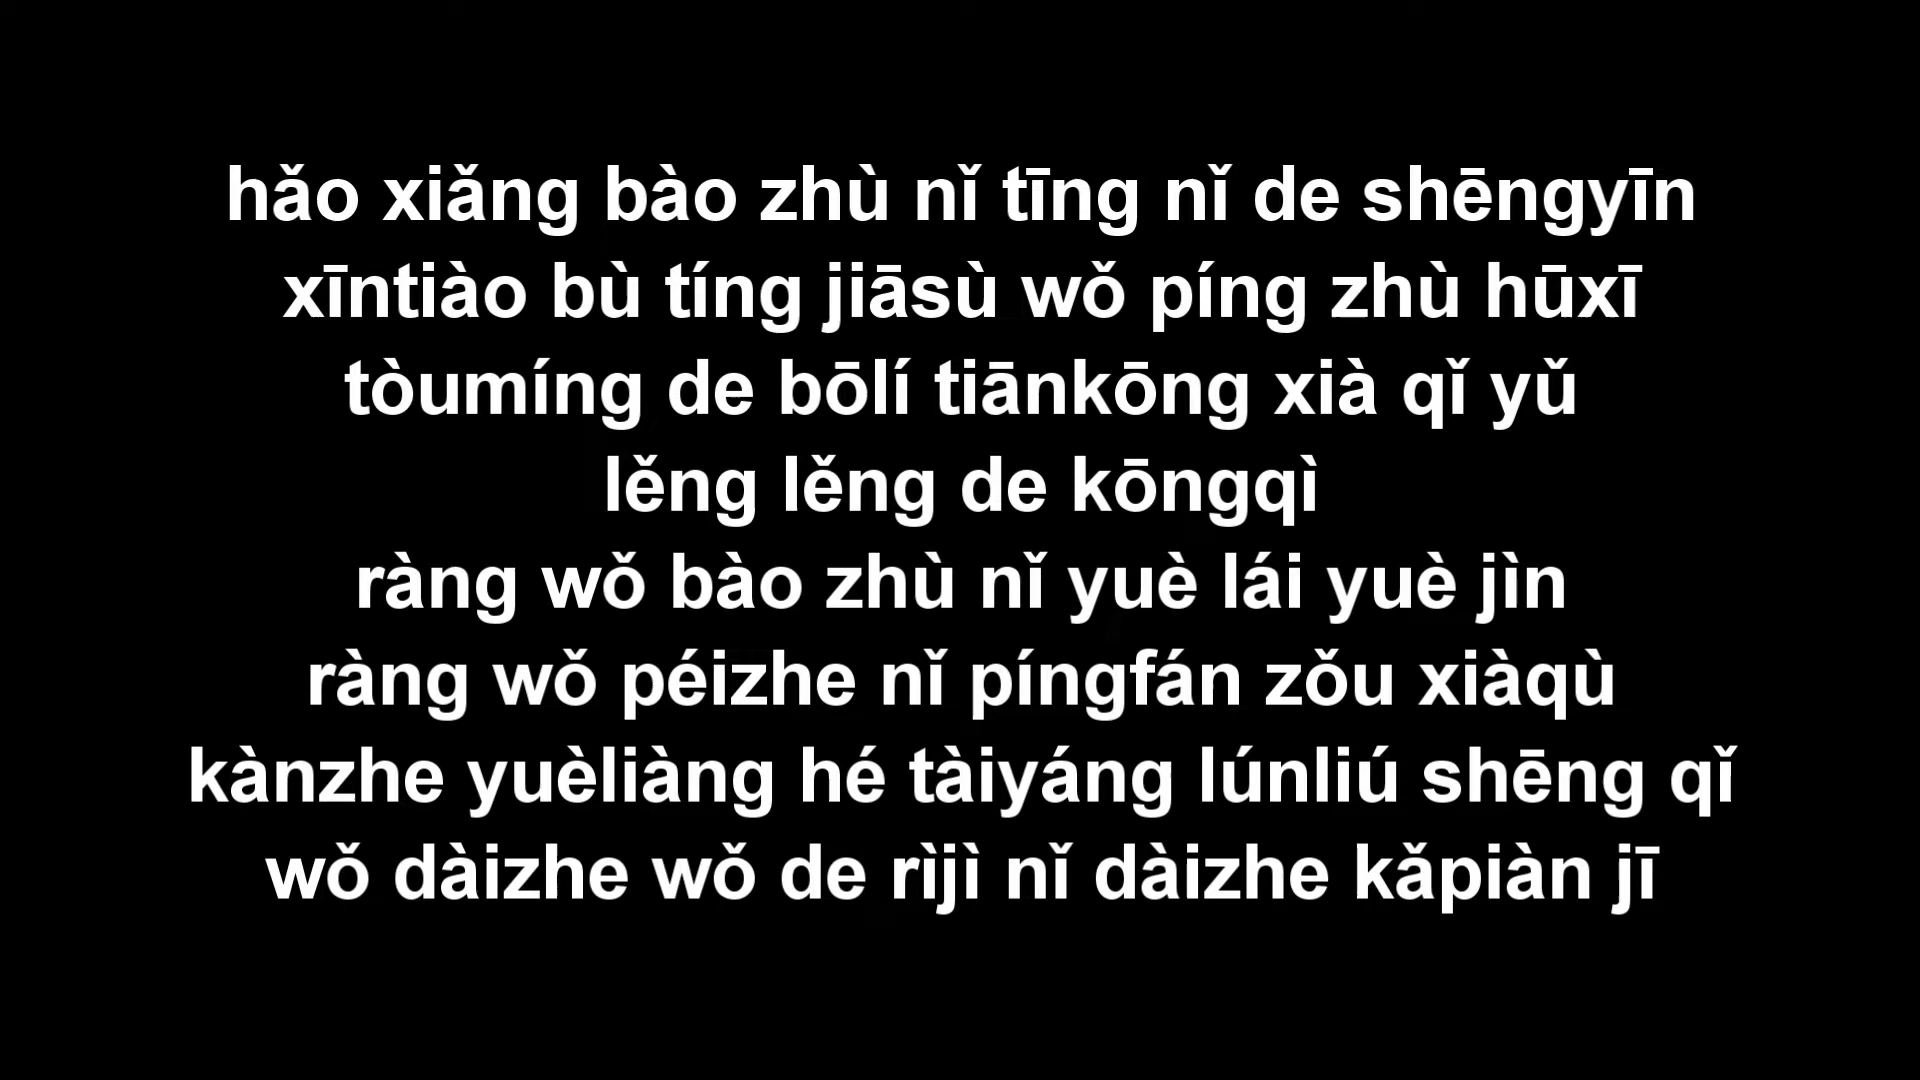 hǎo xiǎng bào zhù nǐ tīng nǐ de shēngyīn
xīntiào bù tíng jiāsù wǒ píng zhù hūxī
tòumíng de bōlí tiānkōng xià qǐ yǔ
lěng lěng de kōngqì
ràng wǒ bào zhù nǐ yuè lái yuè jìn
ràng wǒ péizhe nǐ píngfán zǒu xiàqù
kànzhe yuèliàng hé tàiyáng lúnliú shēng qǐ
wǒ dàizhe wǒ de rìjì nǐ dàizhe kǎpiàn jī